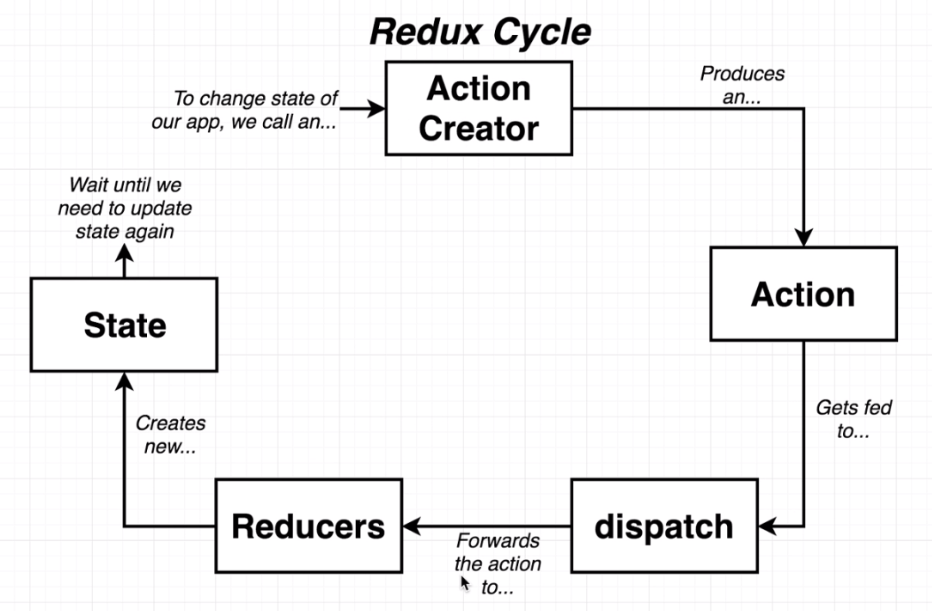 Redux Cycle
To change state of
our app, we call an...
Action
Creator
Produces
an...
Action
Gets fed
to...
dispatch
Forwards
the action
to...
Reducers
Creates
new...
State
Wait until we
need to update
state again